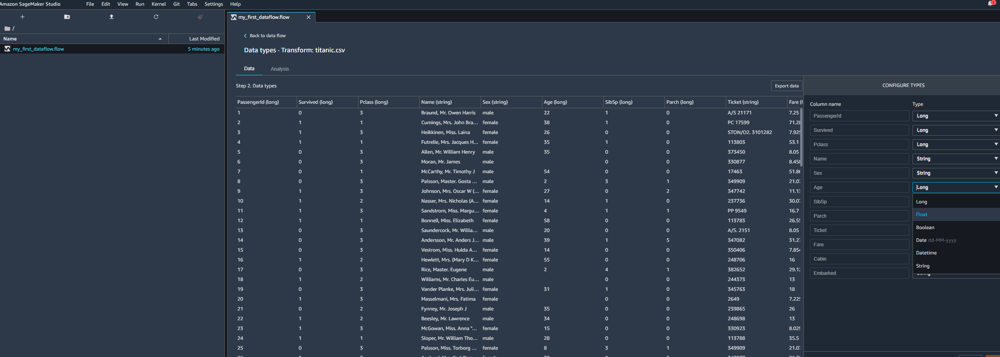 Amazon SageMaker Studio File Edit View Run Kernel Git Tabs Settings Help 1
my_first_dataflow.flow
/
Name Last Modified
my_first_dataflow.flow 5 minutes ago
Back to data flow
Data types · Transform: titanic.csv
Data Analysis
Step 2. Data types Export data
PassengerId (long) Survived (long) Pclass (long) Name (string) Sex (string) Age (long) SibSp (long) Parch (long) Ticket (string) Fare (f
1 0 3 Braund, Mr. Owen Harris male 22 1 0 A/5 21171 7.25
2 1 1 Cumings, Mrs. John Bra... female 38 1 0 PC 17599 71.28
3 1 3 Heikkinen, Miss. Laina female 26 0 0 STON/O2. 3101282 7.925
4 1 1 Futrelle, Mrs. Jacques H... female 35 1 0 113803 53.1
5 0 3 Allen, Mr. William Henry male 35 0 0 373450 8.05
6 0 3 Moran, Mr. James male 0 0 330877 8.458
7 0 1 McCarthy, Mr. Timothy J male 54 0 0 17463 51.86
8 0 3 Palsson, Master. Gosta ... male 2 3 1 349909 21.07
9 1 3 Johnson, Mrs. Oscar W (... female 27 0 2 347742 11.13
10 1 2 Nasser, Mrs. Nicholas (A... female 14 1 0 237736 30.07
11 1 3 Sandstrom, Miss. Margu... female 4 1 1 PP 9549 16.7
12 1 1 Bonnell, Miss. Elizabeth female 58 0 0 113783 26.55
13 0 3 Saundercock, Mr. Willia... male 20 0 0 A/5. 2151 8.05
14 0 3 Andersson, Mr. Anders J... male 39 1 5 347082 31.27
15 0 3 Vestrom, Miss. Hulda A... female 14 0 0 350406 7.854
16 1 2 Hewlett, Mrs. (Mary D K... female 55 0 0 248706 16
17 0 3 Rice, Master. Eugene male 2 4 1 382652 29.12
18 1 2 Williams, Mr. Charles Eu... male 0 0 244373 13
19 0 3 Vander Planke, Mrs. Juli... female 31 1 0 345763 18
20 1 3 Masselmani, Mrs. Fatima female 0 0 2649 7.225
21 0 2 Fynney, Mr. Joseph J male 35 0 0 239865 26
22 1 2 Beesley, Mr. Lawrence male 34 0 0 248698 13
23 1 3 McGowan, Miss. Anna "... female 15 0 0 330923 8.029
24 1 1 Sloper, Mr. William Tho... male 28 0 0 113788 35.5
25 0 3 Palsson, Miss. Torborg ... female 8 3 1 349909 21.07
CONFIGURE TYPES
Column name Type
PassengerId Long
Survived Long
Pclass Long
Name String
Sex String
Age Long
SibSp Long
Parch Float
Ticket Boolean
Fare Date dd-MM-yyyy
Cabin Datetime
Embarked String